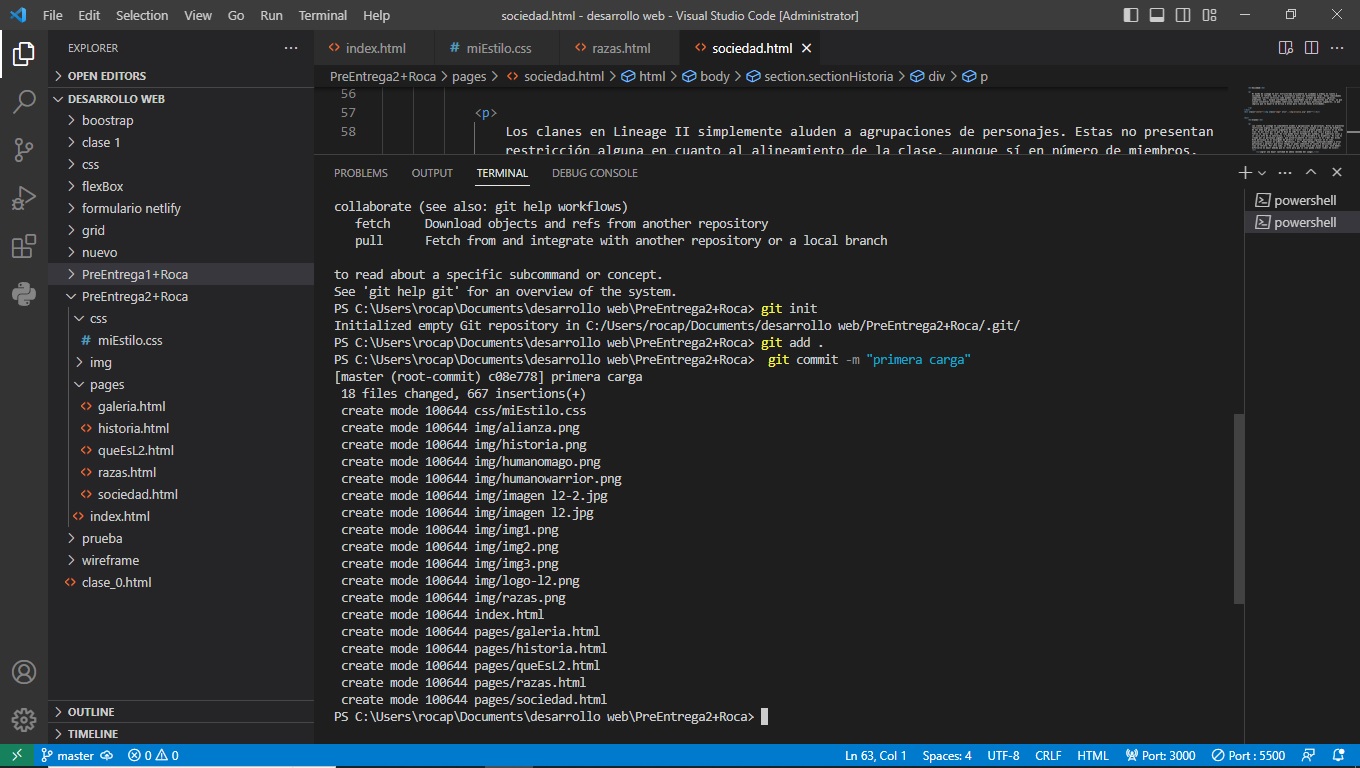 File Edit Selection View Go Run Terminal Help
sociedad.html - desarrollo web - Visual Studio Code [Administrator]
EXPLORER
OPEN EDITORS
DESARROLLO WEB
boostrap
clase 1
css
flexBox
formulario netlify
grid
nuevo
PreEntrega1+Roca
PreEntrega2+Roca
css
miEstilo.css
img
pages
galeria.html
historia.html
queEsL2.html
razas.html
sociedad.html
index.html
prueba
wireframe
clase_0.html
OUTLINE
TIMELINE
index.html
miEstilo.css
razas.html
sociedad.html
PreEntrega2+Roca > pages > sociedad.html > html > body > section.sectionHistoria > div > p
56
57 <p>
58 Los clanes en Lineage II simplemente aluden a agrupaciones de personajes. Estas no presentan
restricción alguna en cuanto al alineamiento de la clase, aunque sí en número de miembros.
PROBLEMS OUTPUT TERMINAL DEBUG CONSOLE
powershell
powershell
collaborate (see also: git help workflows)
fetch Download objects and refs from another repository
pull Fetch from and integrate with another repository or a local branch
to read about a specific subcommand or concept.
See 'git help git' for an overview of the system.
PS C:\Users\rocap\Documents\desarrollo web\PreEntrega2+Roca> git init
Initialized empty Git repository in C:/Users/rocap/Documents/desarrollo web/PreEntrega2+Roca/.git/
PS C:\Users\rocap\Documents\desarrollo web\PreEntrega2+Roca> git add .
PS C:\Users\rocap\Documents\desarrollo web\PreEntrega2+Roca>  git commit -m "primera carga"
[master (root-commit) c08e778] primera carga
18 files changed, 667 insertions(+)
create mode 100644 css/miEstilo.css
create mode 100644 img/alianza.png
create mode 100644 img/historia.png
create mode 100644 img/humanomago.png
create mode 100644 img/humanowarrior.png
create mode 100644 img/imagen l2-2.jpg
create mode 100644 img/imagen l2.jpg
create mode 100644 img/img1.png
create mode 100644 img/img2.png
create mode 100644 img/img3.png
create mode 100644 img/logo-l2.png
create mode 100644 img/razas.png
create mode 100644 index.html
create mode 100644 pages/galeria.html
create mode 100644 pages/historia.html
create mode 100644 pages/queEsL2.html
create mode 100644 pages/razas.html
create mode 100644 pages/sociedad.html
PS C:\Users\rocap\Documents\desarrollo web\PreEntrega2+Roca>
master 0 0 Ln 63, Col 1 Spaces: 4 UTF-8 CRLF HTML Port: 3000 Port : 5500